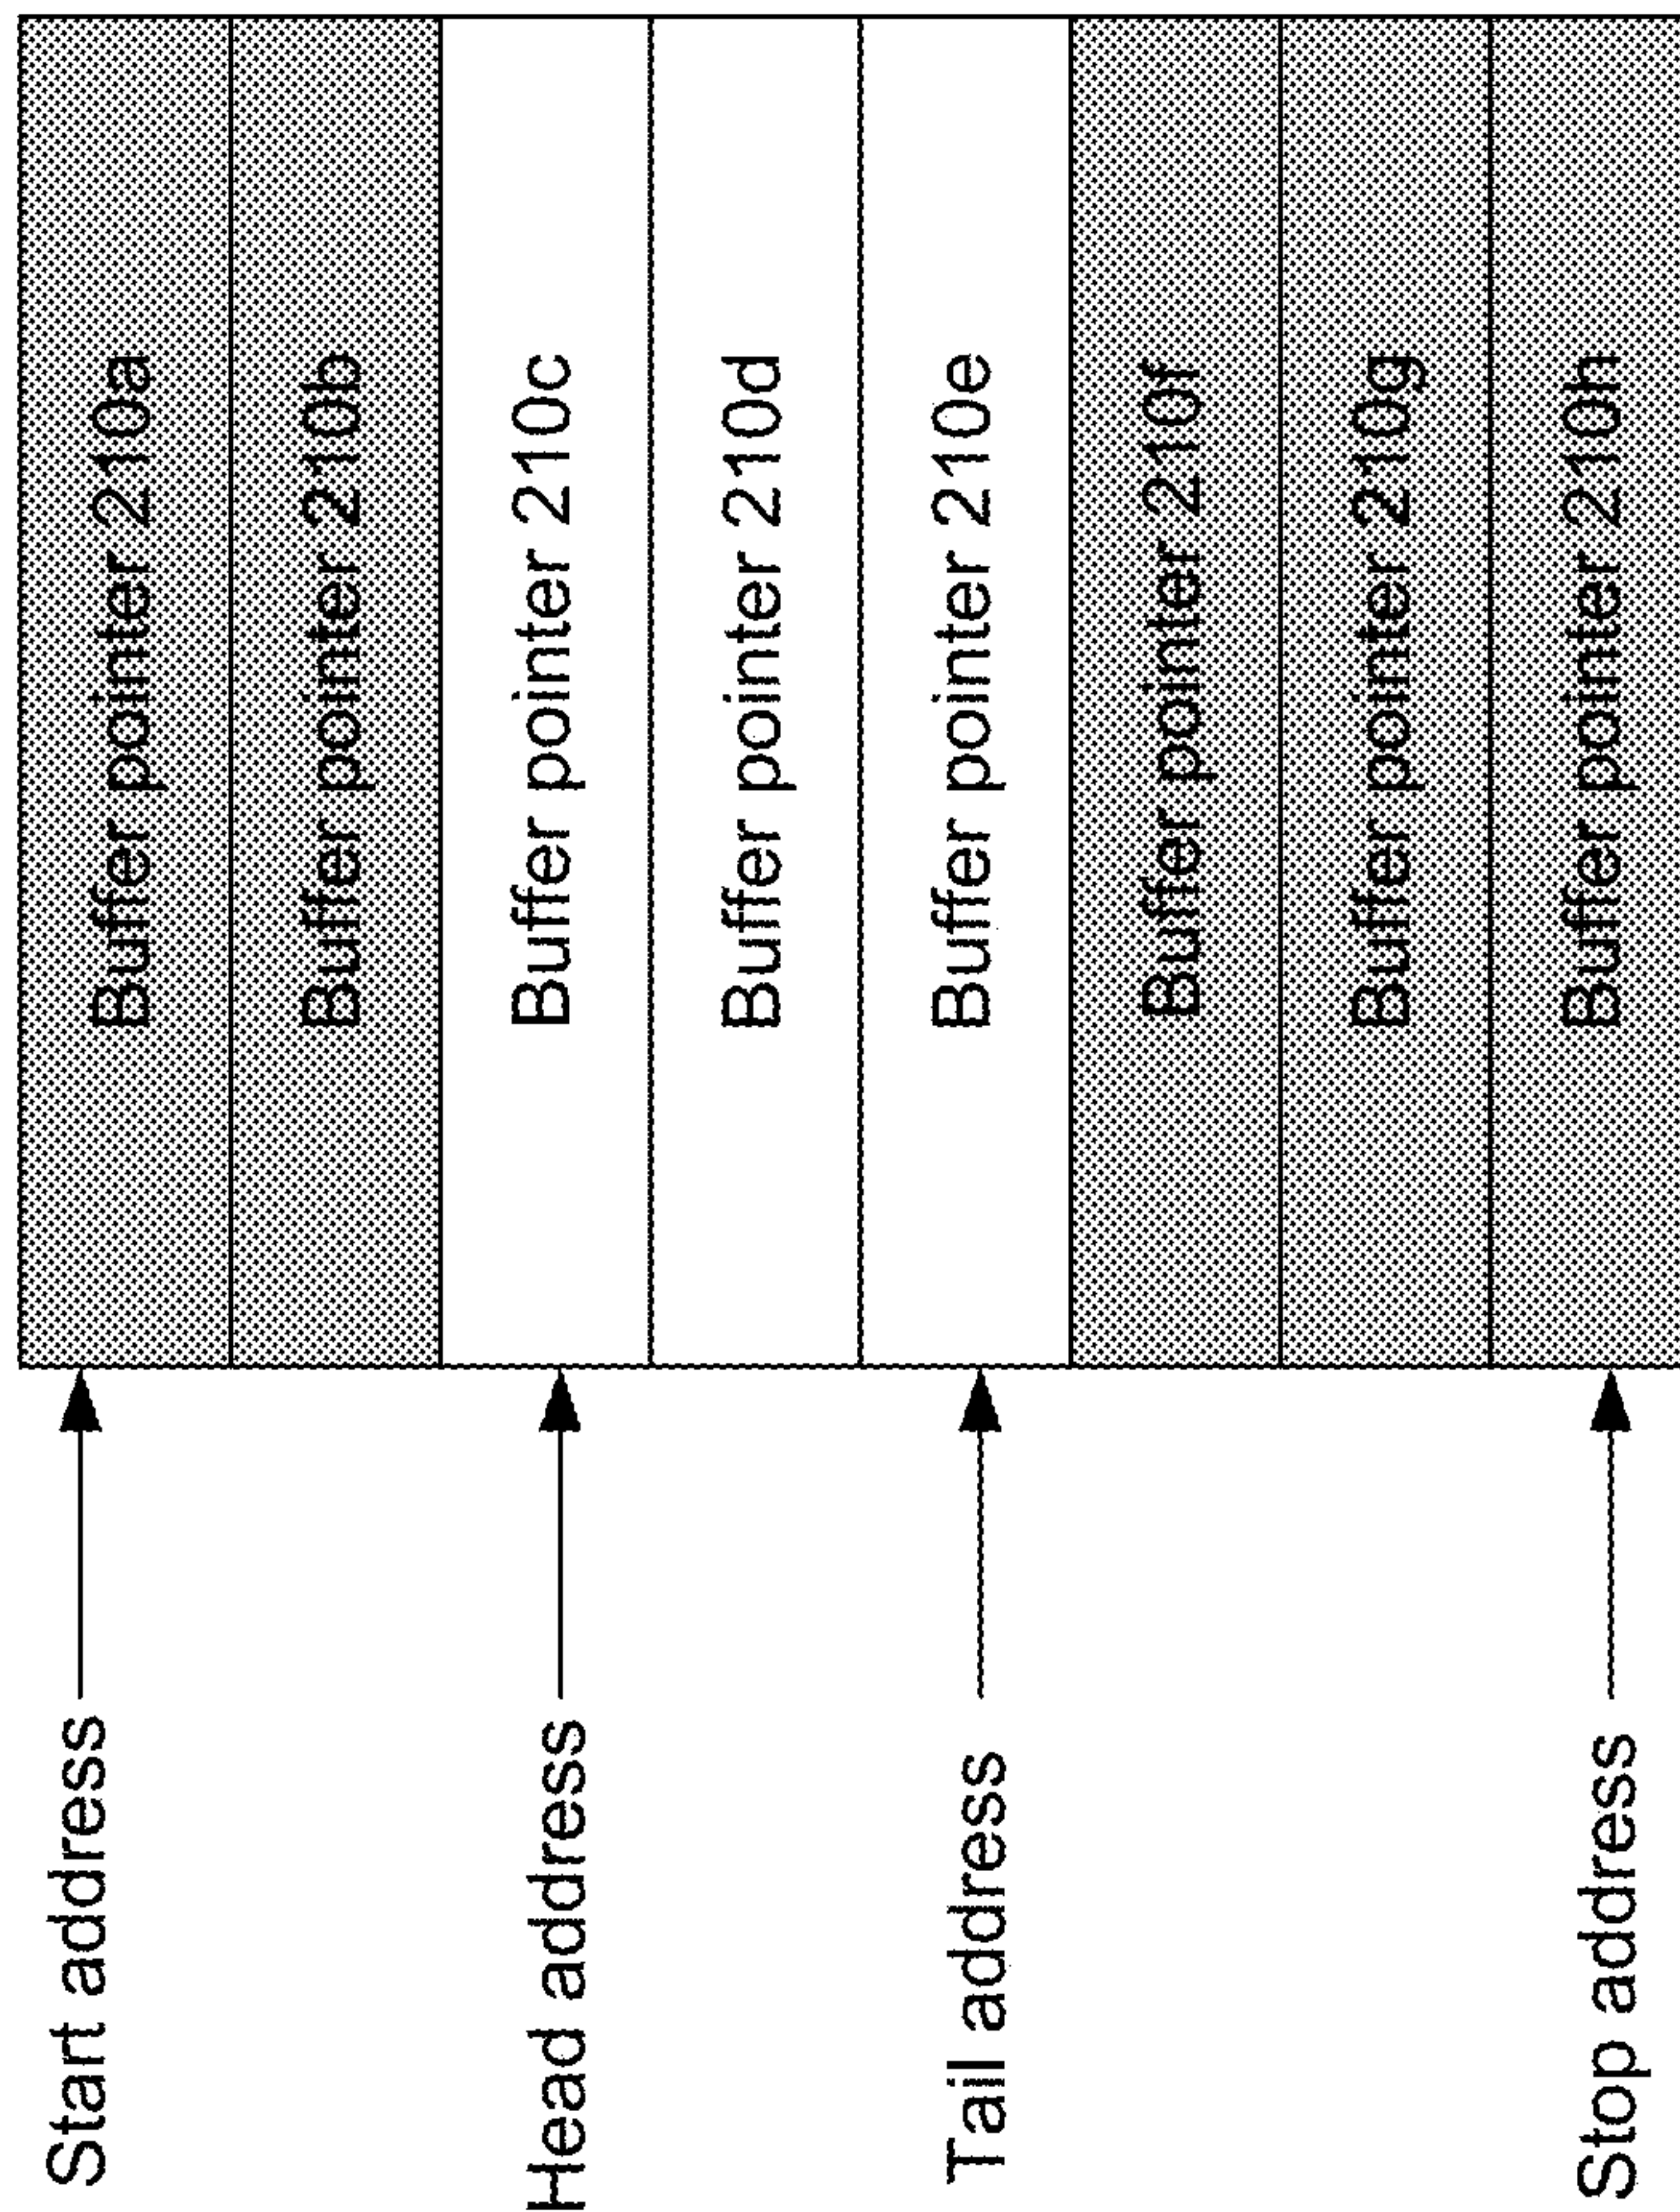 Start address
Buffer pointer 210a
Buffer pointer 210b
Head address
Buffer pointer 210c
Buffer pointer 210d
Tail address
Buffer pointer 210e
Buffer pointer 210f
Buffer pointer 210g
Stop address
Buffer pointer 210h